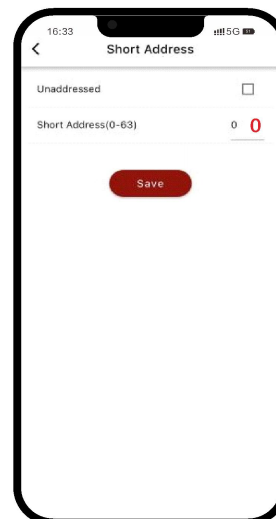 16:33 5G
Short Address
Unaddressed
Short Address(0-63) 0 0
Save